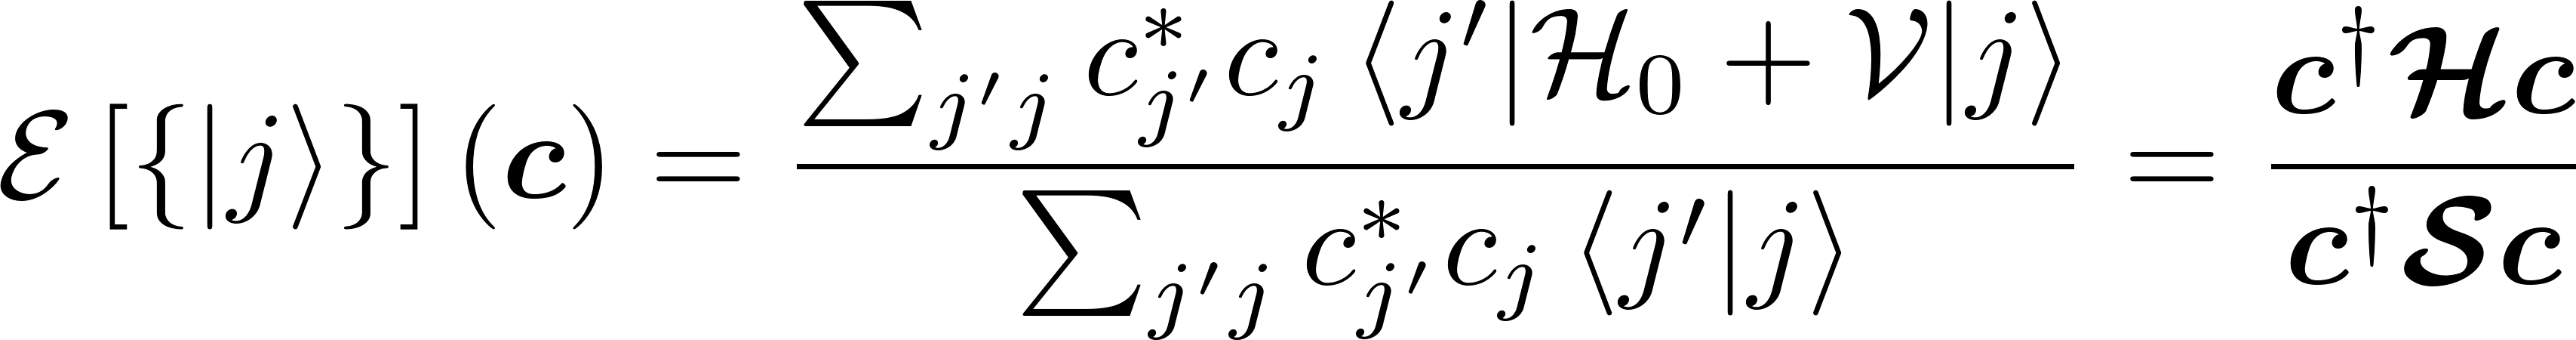 $\mathcal{E}\left[\{|j\rangle\}\right](\boldsymbol{c}) = \frac{\sum_{j'j} c_{j'}^{*} c_{j} \langle j'|\mathcal{H}_0 + \mathcal{V}|j\rangle}{\sum_{j'j} c_{j'}^{*} c_{j} \langle j'|j\rangle} = \frac{\boldsymbol{c}^{\dagger} \boldsymbol{\mathcal{H}} \boldsymbol{c}}{\boldsymbol{c}^{\dagger} \boldsymbol{\mathcal{S}} \boldsymbol{c}}$